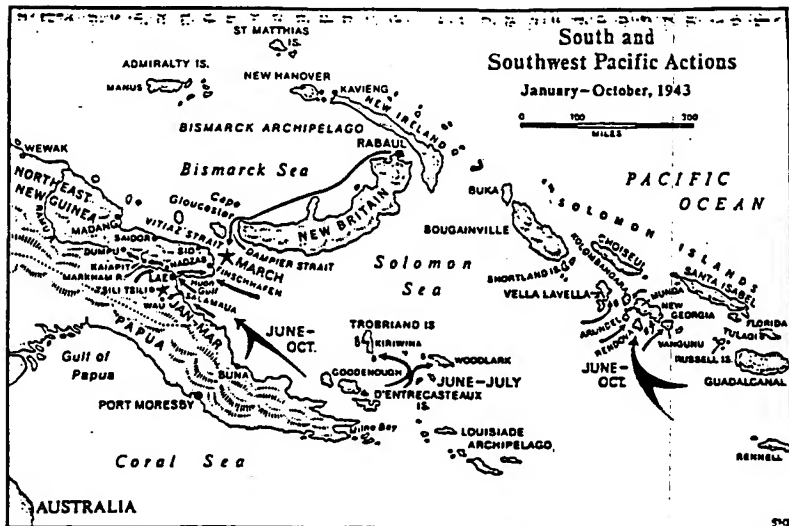 South and
Southwest Pacific Actions
January–October, 1943
0 100 200
MILES
ST MATTHIAS
IS.
ADMIRALTY IS.
MANUS
NEW HANOVER
KAVIENG
NEW IRELAND
BISMARCK ARCHIPELAGO
RABAUL
WEWAK
Bismarck Sea
PACIFIC
OCEAN
NORTHEAST
NEW GUINEA
Cape
Gloucester
NEW BRITAIN
BUKA
SOLOMON ISLANDS
RAMU
MADANG
VITIAZ STRAIT
SAIDOR
SIO
DAMPIER STRAIT
BOUGAINVILLE
CHOISEUL
DUMPU
NADZAB
MARCH
Solomon
Sea
KOLOMBANGARA
SANTA ISABEL
KAIAPIT
FINSCHHAFEN
SHORTLAND IS.
MARKHAM R.
LAE
Huon
Gulf
VELLA LAVELLA
MUNDA
NEW
GEORGIA
TSILI TSILI
SALAMAUA
WAU
JAN.-MAR
ARUNDEL
RENDOVA
VANGUNU
FLORIDA
TULAGI
RUSSELL IS.
PAPUA
JUNE–
OCT.
TROBRIAND IS
KIRIWINA
WOODLARK
GOODENOUGH
JUNE–JULY
JUNE–
OCT.
GUADALCANAL
Gulf of
Papua
BUNA
D'ENTRECASTEAUX
IS.
PORT MORESBY
Milne Bay
LOUISIADE
ARCHIPELAGO
RENNELL
Coral Sea
AUSTRALIA